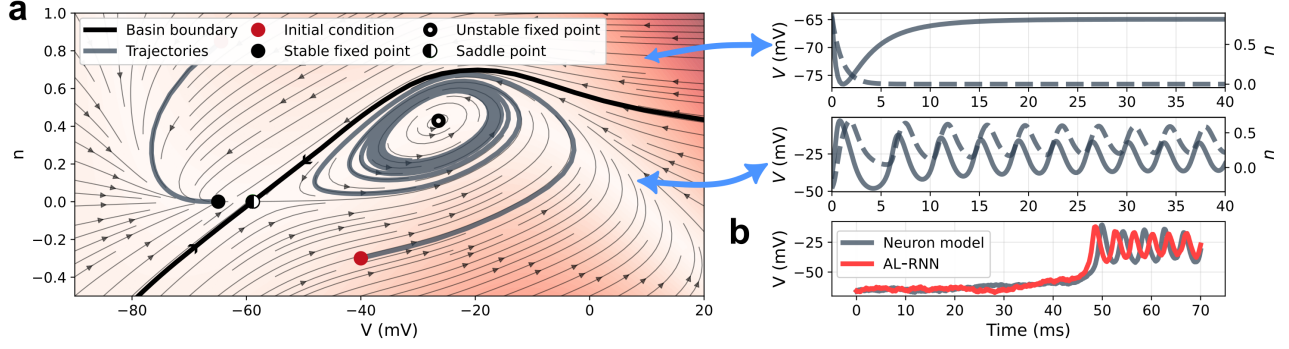 a
Basin boundary
Initial condition
Unstable fixed point
Trajectories
Stable fixed point
Saddle point
1.0
0.8
0.6
0.4
0.2
0.0
−0.2
−0.4
n
−80
−60
−40
−20
0
20
V (mV)
−65
−70
−75
V (mV)
0.5
0.0
n
0
5
10
15
20
25
30
35
40
−25
−50
V (mV)
0.5
0.0
n
0
5
10
15
20
25
30
35
40
b
Neuron model
AL-RNN
−25
−50
V (mV)
0
10
20
30
40
50
60
70
Time (ms)